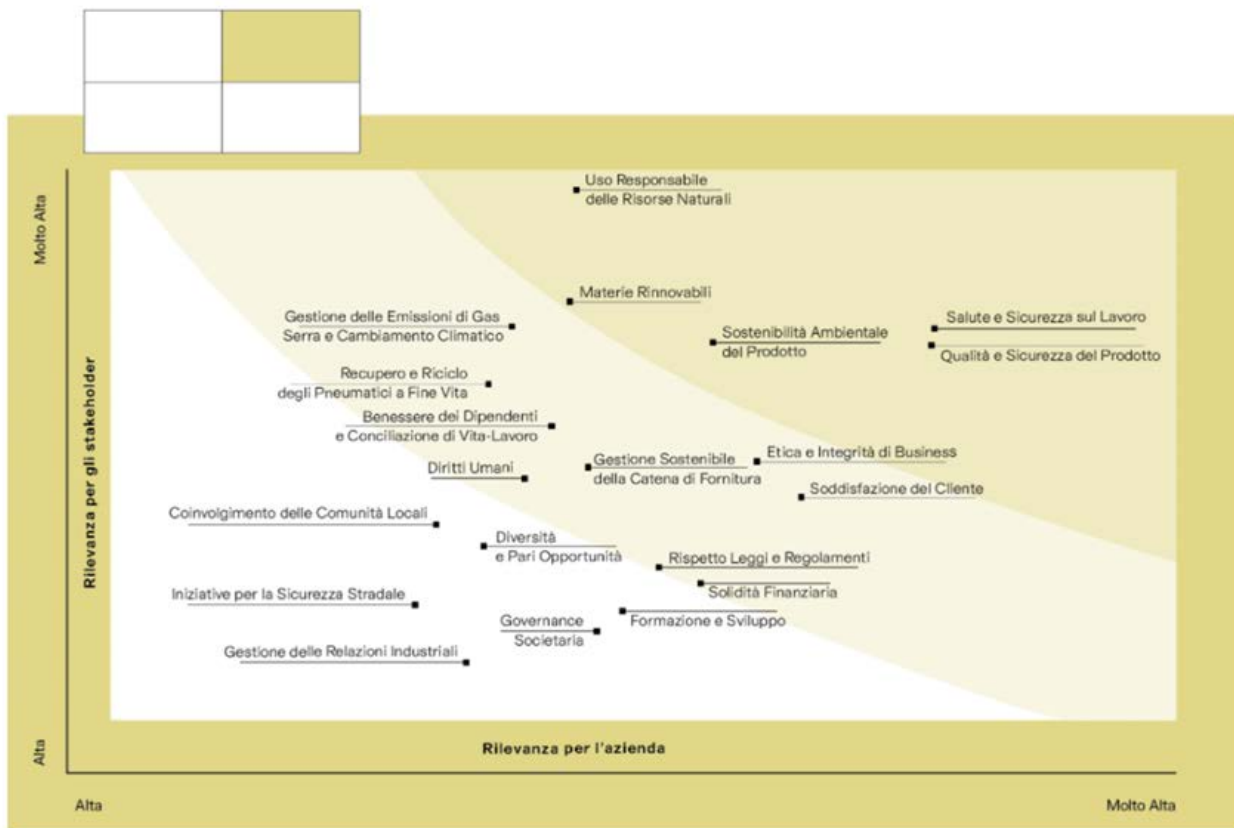 Molto Alta
Rilevanza per gli stakeholder
Alta
Uso Responsabile
delle Risorse Naturali
Materie Rinnovabili
Gestione delle Emissioni di Gas
Serra e Cambiamento Climatico
Sostenibilità Ambientale
del Prodotto
Salute e Sicurezza sul Lavoro
Qualità e Sicurezza del Prodotto
Recupero e Riciclo
degli Pneumatici a Fine Vita
Benessere dei Dipendenti
e Conciliazione di Vita-Lavoro
Diritti Umani
Gestione Sostenibile
della Catena di Fornitura
Etica e Integrità di Business
Soddisfazione del Cliente
Coinvolgimento delle Comunità Locali
Diversità
e Pari Opportunità
Rispetto Leggi e Regolamenti
Solidità Finanziaria
Iniziative per la Sicurezza Stradale
Governance
Societaria
Formazione e Sviluppo
Gestione delle Relazioni Industriali
Rilevanza per l'azienda
Alta
Molto Alta